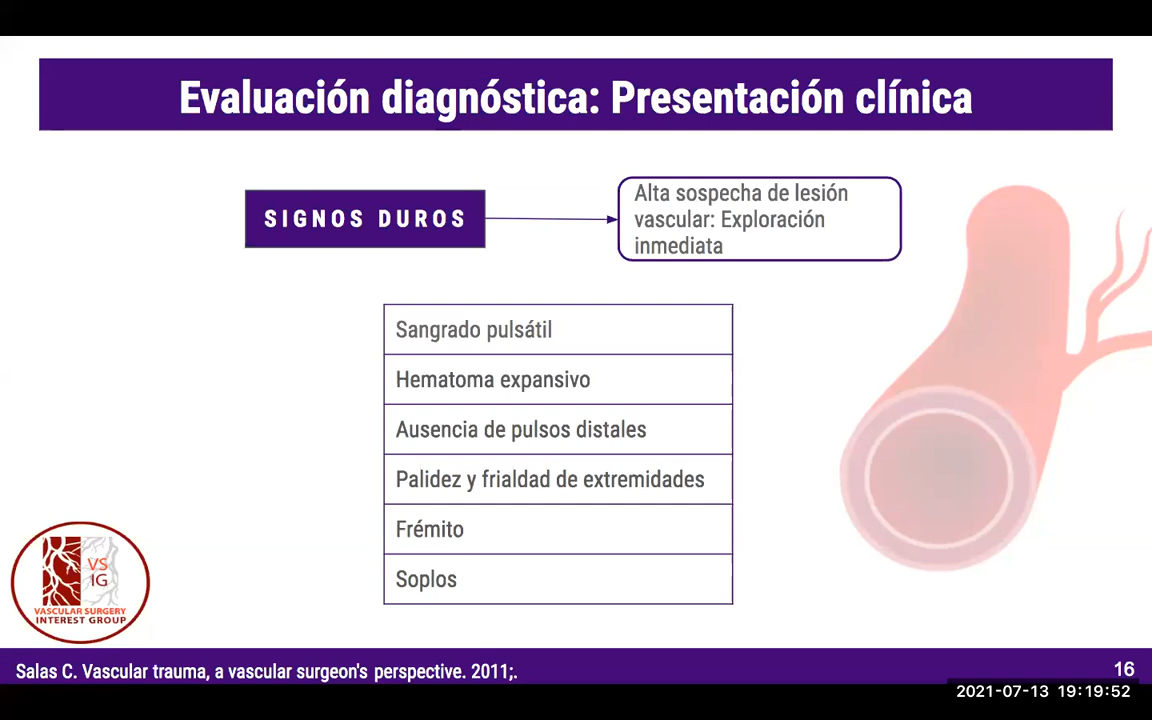 Evaluación diagnóstica: Presentación clínica
SIGNOS DUROS
Alta sospecha de lesión
vascular: Exploración
inmediata
Sangrado pulsátil
Hematoma expansivo
Ausencia de pulsos distales
Palidez y frialdad de extremidades
Frémito
Soplos
VS
IG
VASCULAR SURGERY
INTEREST GROUP
Salas C. Vascular trauma, a vascular surgeon's perspective. 2011;.
16
2021-07-13 19:19:52